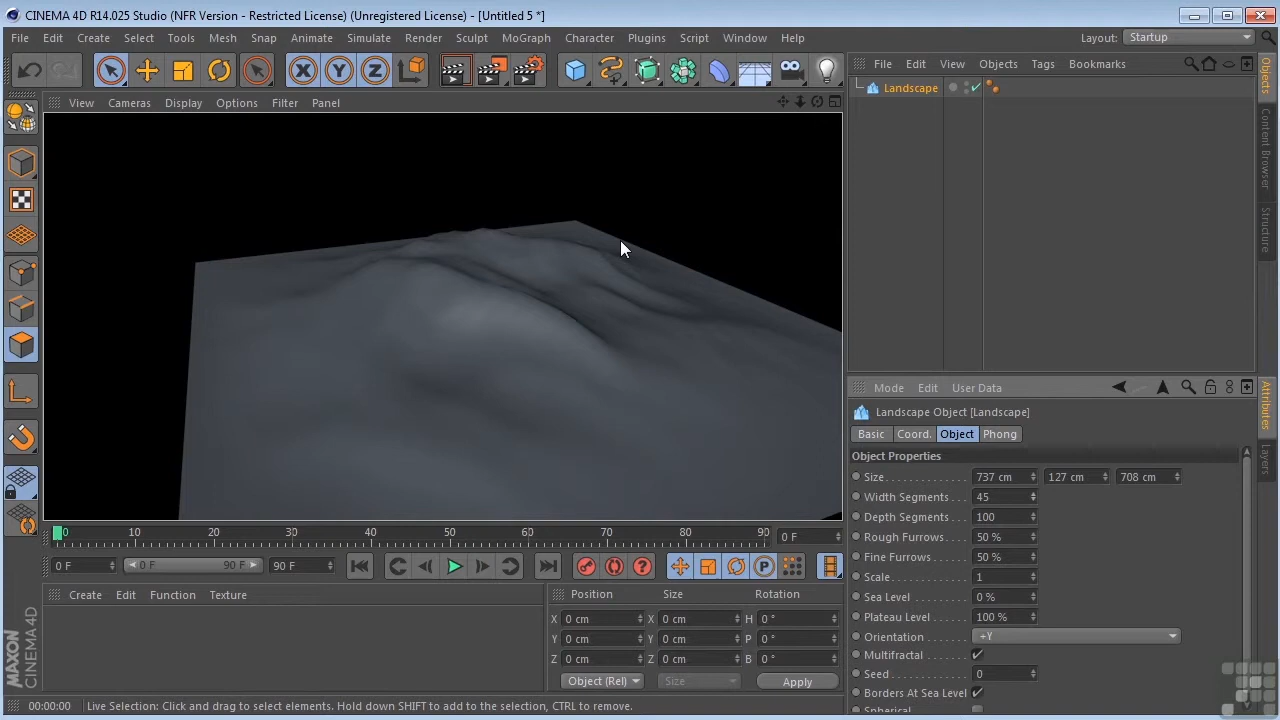 CINEMA 4D R14.025 Studio (NFR Version - Restricted License) (Unregistered License) - [Untitled 5 *]
File Edit Create Select Tools Mesh Snap Animate Simulate Render Sculpt MoGraph Character Plugins Script Window Help
Layout: Startup
X Y Z
File Edit View Objects Tags Bookmarks
View Cameras Display Options Filter Panel
Landscape
Objects
Content Browser
Structure
Mode Edit User Data
Landscape Object [Landscape]
Basic Coord. Object Phong
Object Properties
Size 737 cm 127 cm 708 cm
Width Segments 45
Depth Segments 100
Rough Furrows 50 %
Fine Furrows 50 %
Scale 1
Sea Level 0 %
Plateau Level 100 %
Orientation +Y
Multifractal
Seed 0
Borders At Sea Level
Spherical
Attributes
Layers
0 10 20 30 40 50 60 70 80 90 0 F
0 F 0 F 90 F 90 F
P
Create Edit Function Texture
Position Size Rotation
X 0 cm X 0 cm H 0 °
Y 0 cm Y 0 cm P 0 °
Z 0 cm Z 0 cm B 0 °
Object (Rel) Size Apply
MAXON
CINEMA 4D
00:00:00 Live Selection: Click and drag to select elements. Hold down SHIFT to add to the selection, CTRL to remove.